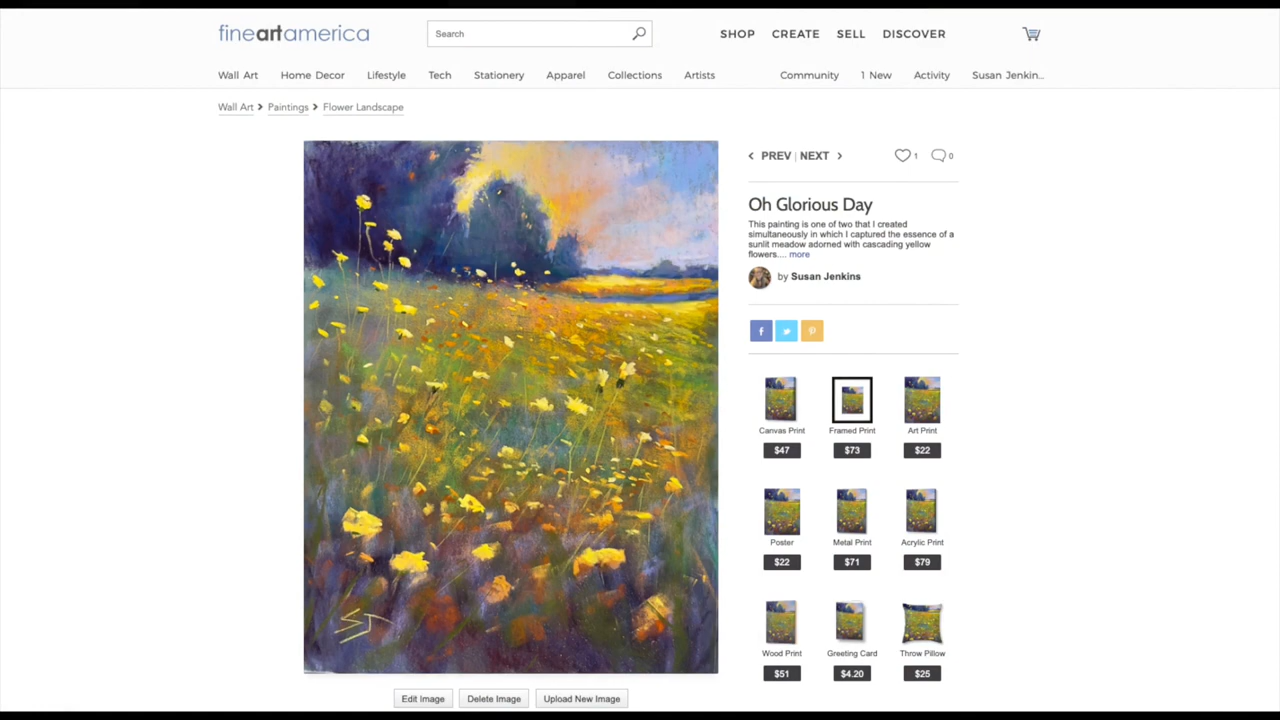 fineartamerica
Search
SHOP CREATE SELL DISCOVER
Wall Art Home Decor Lifestyle Tech Stationery Apparel Collections Artists Community 1 New Activity Susan Jenkin...
Wall Art > Paintings > Flower Landscape
PREV | NEXT 1 0
Oh Glorious Day
This painting is one of two that I created
simultaneously in which I captured the essence of a
sunlit meadow adorned with cascading yellow
flowers.... more
by Susan Jenkins
Canvas Print Framed Print Art Print
$47 $73 $22
Poster Metal Print Acrylic Print
$22 $71 $79
ST
Wood Print Greeting Card Throw Pillow
$51 $4.20 $25
Edit Image Delete Image Upload New Image